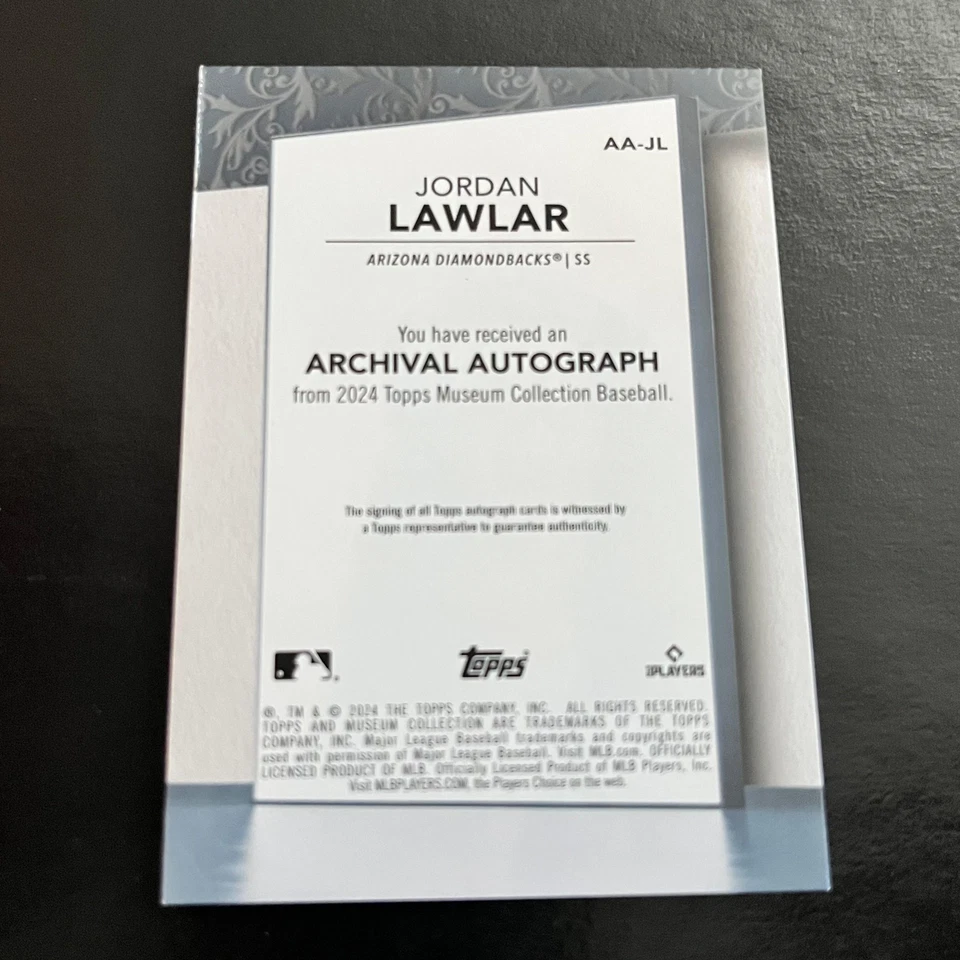 AA-JL
JORDAN
LAWLAR
ARIZONA DIAMONDBACKS® | SS
You have received an
ARCHIVAL AUTOGRAPH
from 2024 Topps Museum Collection Baseball.
The signing of all Topps autograph cards is witnessed by
a Topps representative to guarantee authenticity.
Topps
PLAYERS
®, TM & © 2024 THE TOPPS COMPANY, INC. ALL RIGHTS RESERVED.
TOPPS AND MUSEUM COLLECTION ARE TRADEMARKS OF THE TOPPS
COMPANY, INC. Major League Baseball trademarks and copyrights are
used with permission of Major League Baseball. Visit MLB.com. OFFICIALLY
LICENSED PRODUCT OF MLB. Officially Licensed Product of MLB Players, Inc.
Visit MLBPLAYERS.COM, the Players Choice on the web.